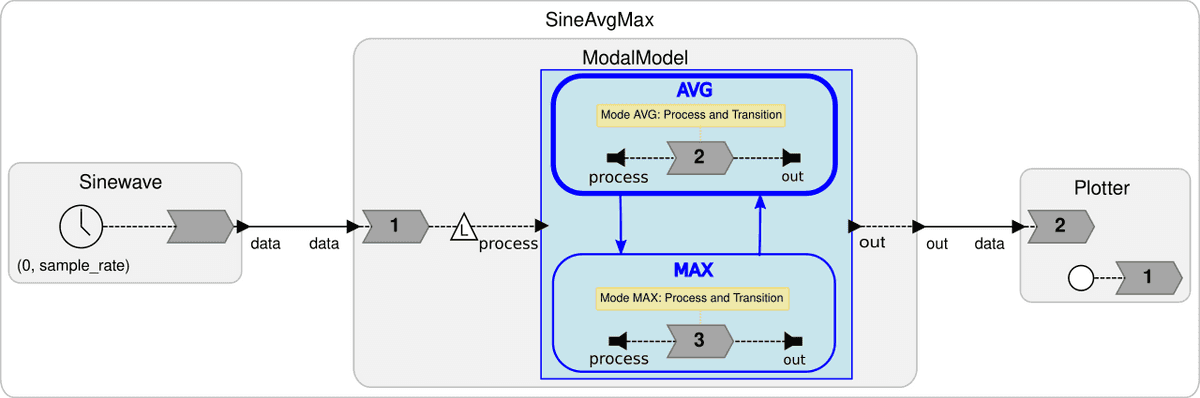 SineAvgMax
ModalModel
AVG
Mode AVG: Process and Transition
2
process
out
Sinewave
(0, sample_rate)
data
data
1
L
process
MAX
Mode MAX: Process and Transition
3
process
out
out
out
data
Plotter
2
1